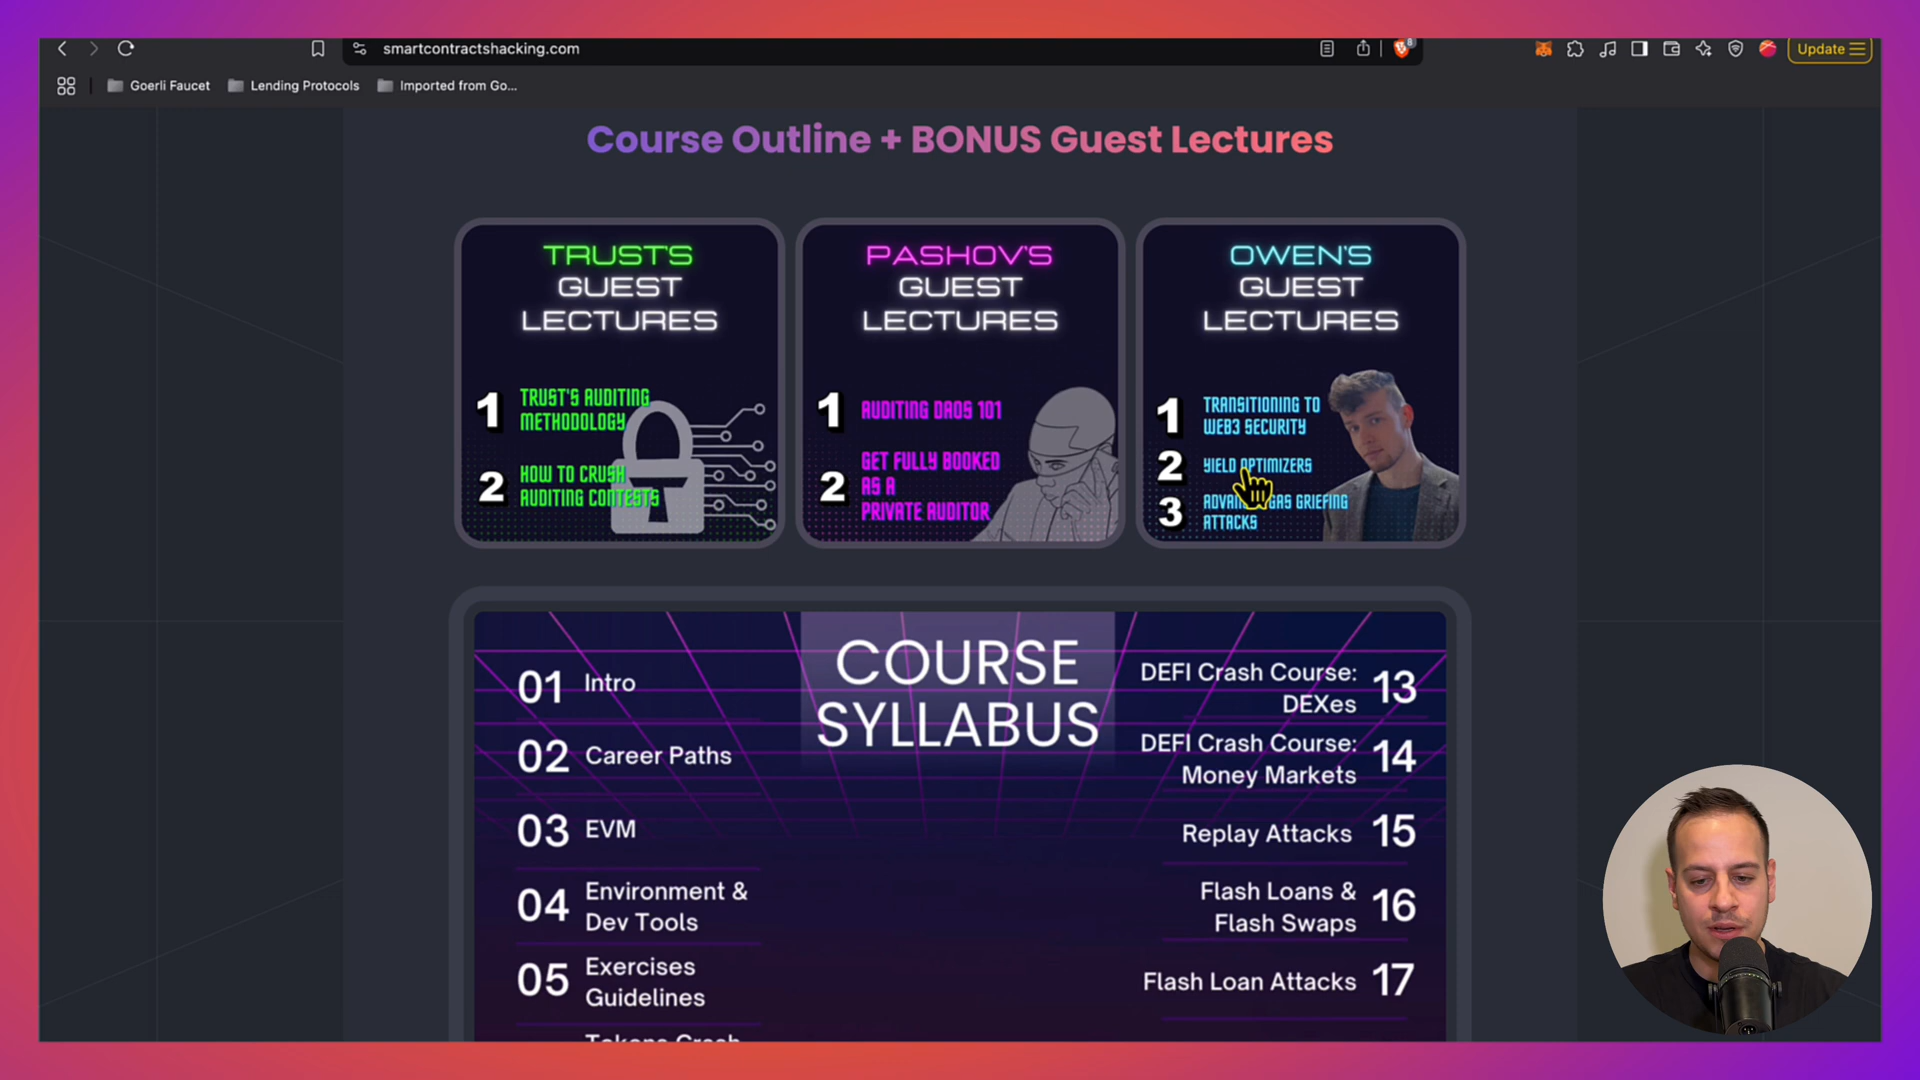 smartcontractshacking.com
8
Update
Goerli Faucet
Lending Protocols
Imported from Go...
Course Outline + BONUS Guest Lectures
TRUST'S
GUEST
LECTURES
1 TRUST'S AUDITING
METHODOLOGY
2 HOW TO CRUSH
AUDITING CONTESTS
PASHOV'S
GUEST
LECTURES
1 AUDITING DAOS 101
2 GET FULLY BOOKED
AS A
PRIVATE AUDITOR
OWEN'S
GUEST
LECTURES
1 TRANSITIONING TO
WEB3 SECURITY
2 YIELD OPTIMIZERS
3 GAS GRIEFING
ATTACKS
COURSE
SYLLABUS
01 Intro
02 Career Paths
03 EVM
04 Environment &
Dev Tools
05 Exercises
Guidelines
Tokens Crash
DEFI Crash Course:
DEXes 13
DEFI Crash Course:
Money Markets 14
Replay Attacks 15
Flash Loans &
Flash Swaps 16
Flash Loan Attacks 17